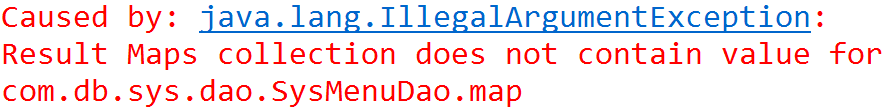 Caused by: java.lang.IllegalArgumentException:
Result Maps collection does not contain value for
com.db.sys.dao.SysMenuDao.map